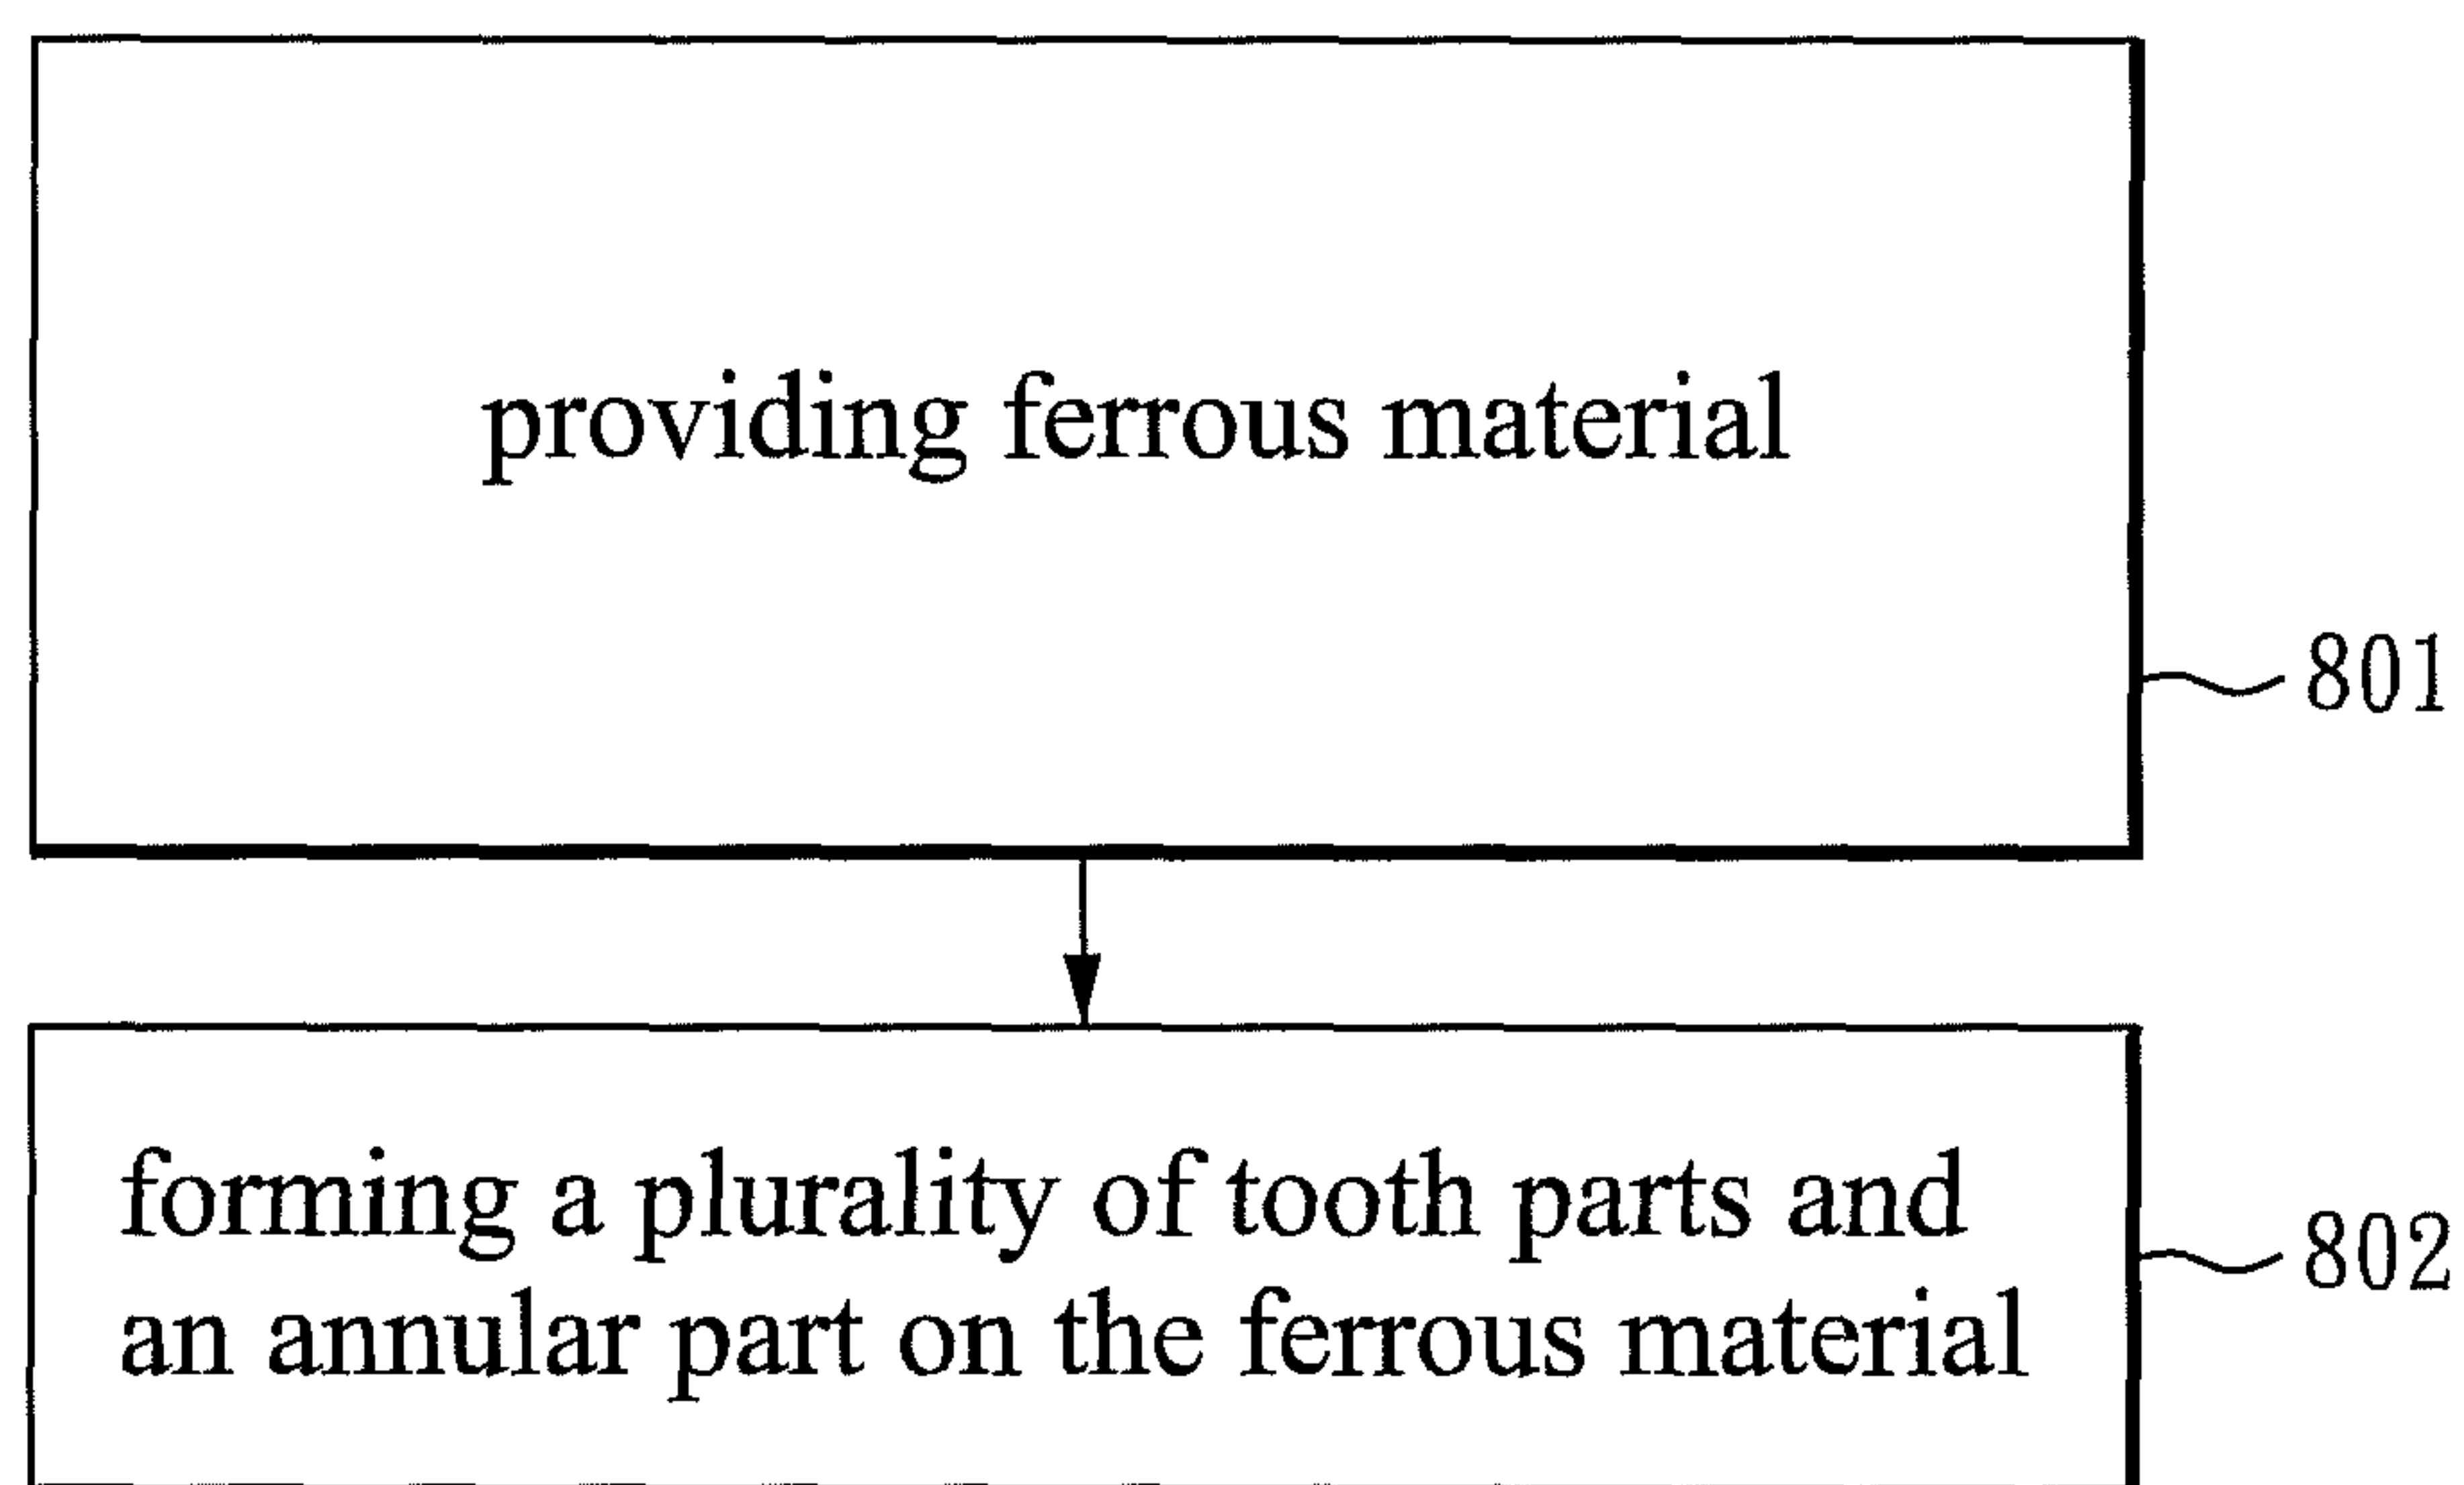 providing ferrous material
801
forming a plurality of tooth parts and
an annular part on the ferrous material
802